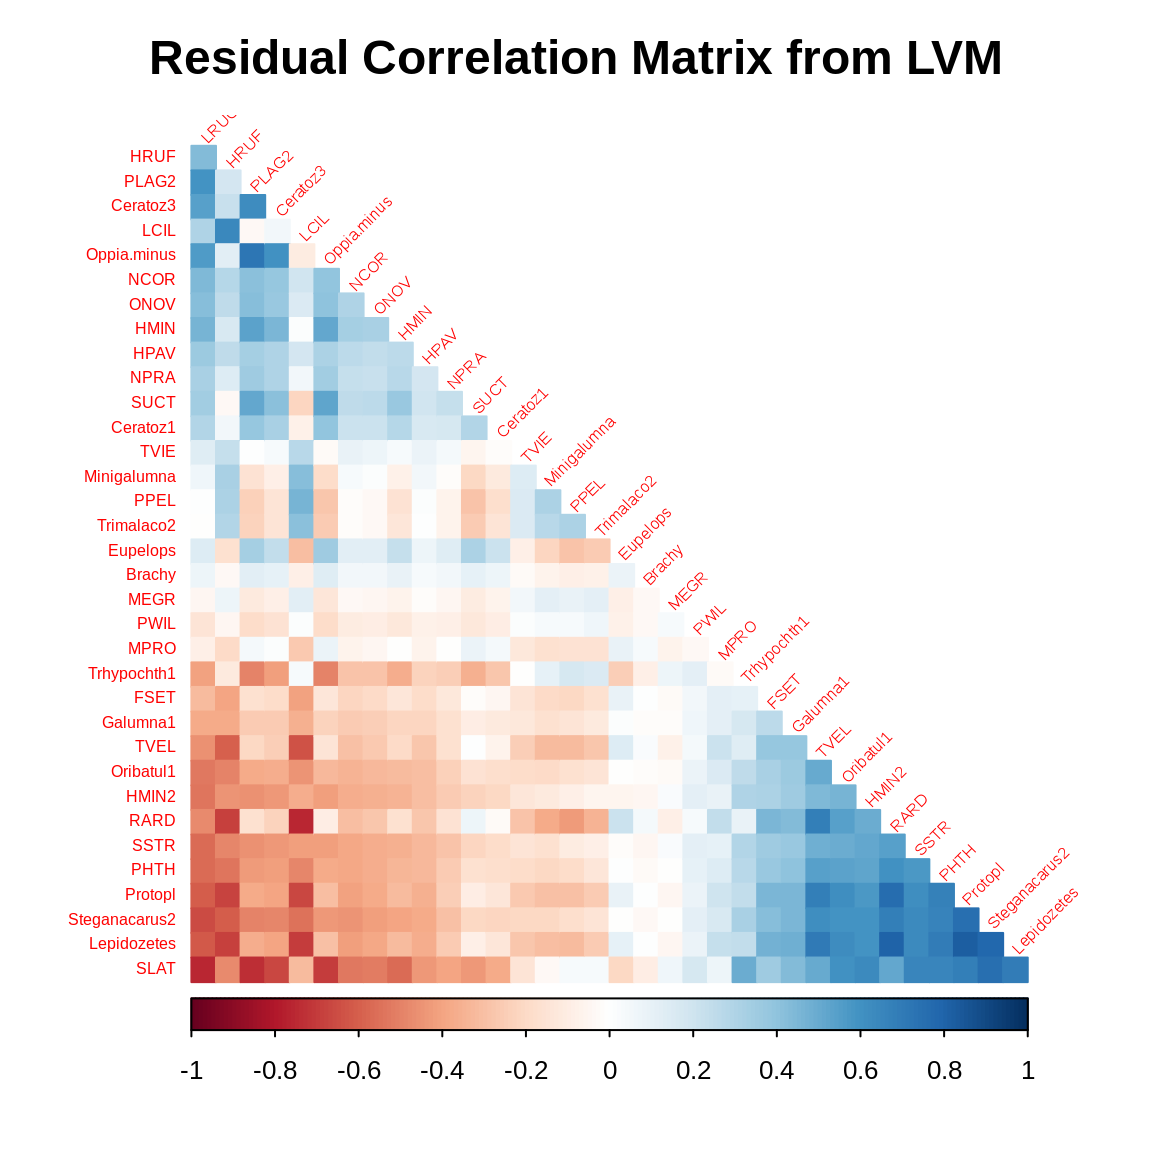 Residual Correlation Matrix from LVM
HRUF
PLAG2
Ceratoz3
LCIL
Oppia.minus
NCOR
ONOV
HMIN
HPAV
NPRA
SUCT
Ceratoz1
TVIE
Minigalumna
PPEL
Trimalaco2
Eupelops
Brachy
MEGR
PWIL
MPRO
Trhypochth1
FSET
Galumna1
TVEL
Oribatul1
HMIN2
RARD
SSTR
PHTH
Protopl
Steganacarus2
Lepidozetes
SLAT
HRUF
PLAG2
Ceratoz3
LCIL
Oppia.minus
NCOR
ONOV
HMIN
HPAV
NPRA
SUCT
Ceratoz1
TVIE
Minigalumna
PPEL
Trimalaco2
Eupelops
Brachy
MEGR
PWIL
MPRO
Trhypochth1
FSET
Galumna1
TVEL
Oribatul1
HMIN2
RARD
SSTR
PHTH
Protopl
Steganacarus2
Lepidozetes
-1 -0.8 -0.6 -0.4 -0.2 0 0.2 0.4 0.6 0.8 1